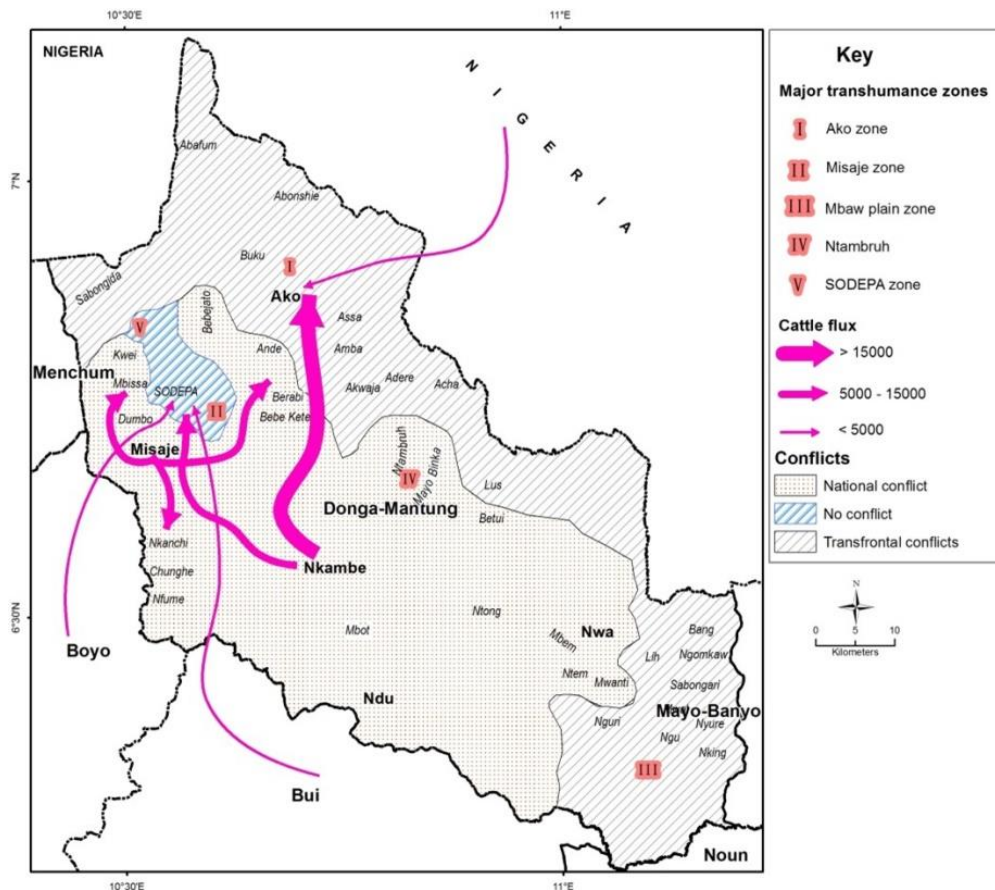 10°30'E
11°E
NIGERIA
NIGERIA
7°N
6°30'N
Abafum
Abonshie
Buku
I
Ako
Sabongida
V
Bebejato
Assa
Kwei
Ande
Amba
Menchum
Mbissa
SODEPA
Adere
Akwaja
Acha
Berabi
Dumbo
II
Bebe Kete
Misaje
Ntambruh
Mayo Binka
IV
Lus
Donga-Mantung
Betui
Nkanchi
Nkambe
Chunghe
Nfume
Ntong
Mbot
Nwa
Mbem
Bang
Boyo
Lih
Ngomkaw
Ntem
Mwanti
Sabongari
Ndu
Mayo-Banyo
Nguri
Nyure
Ngu
Nking
III
Bui
Noun
10°30'E
11°E
Key
Major transhumance zones
I Ako zone
II Misaje zone
III Mbaw plain zone
IV Ntambruh
V SODEPA zone
Cattle flux
> 15000
5000 - 15000
< 5000
Conflicts
National conflict
No conflict
Transfrontal conflicts
N
0 5 10
Kilometers